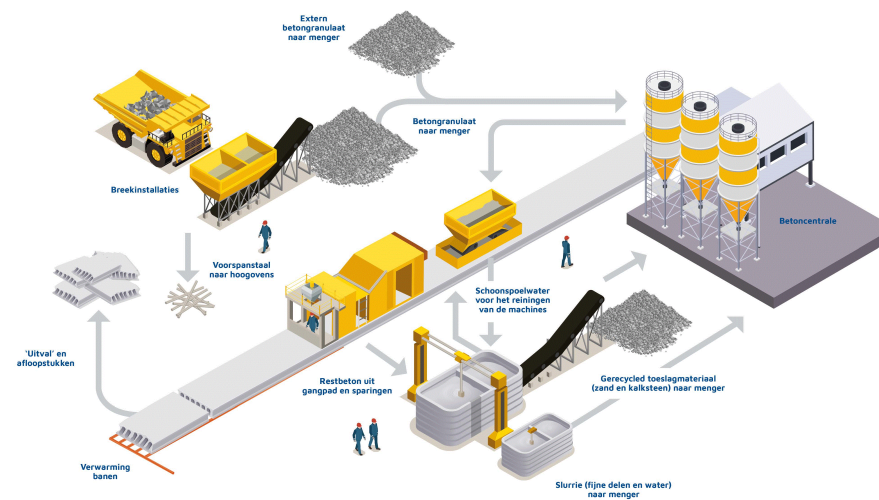 Extern
betongranulaat
naar menger
Betongranulaat
naar menger
Breekinstallaties
Betoncentrale
Voorspanstaal
naar hoogovens
Schoonspoelwater
voor het reiningen
van de machines
'Uitval' en
afloopstukken
Restbeton uit
gangpad en sparingen
Gerecycled toeslagmateriaal
(zand en kalksteen) naar menger
Verwarming
banen
Slurrie (fijne delen en water)
naar menger